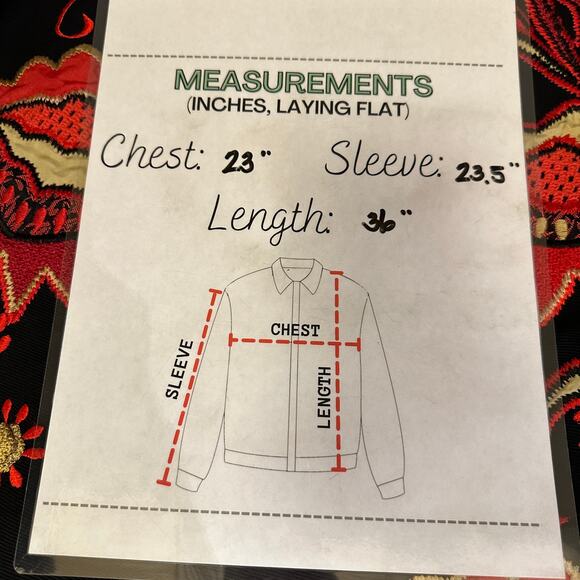 MEASUREMENTS
(INCHES, LAYING FLAT)
Chest: 23" Sleeve: 23.5"
Length: 36"
CHEST
SLEEVE
LENGTH